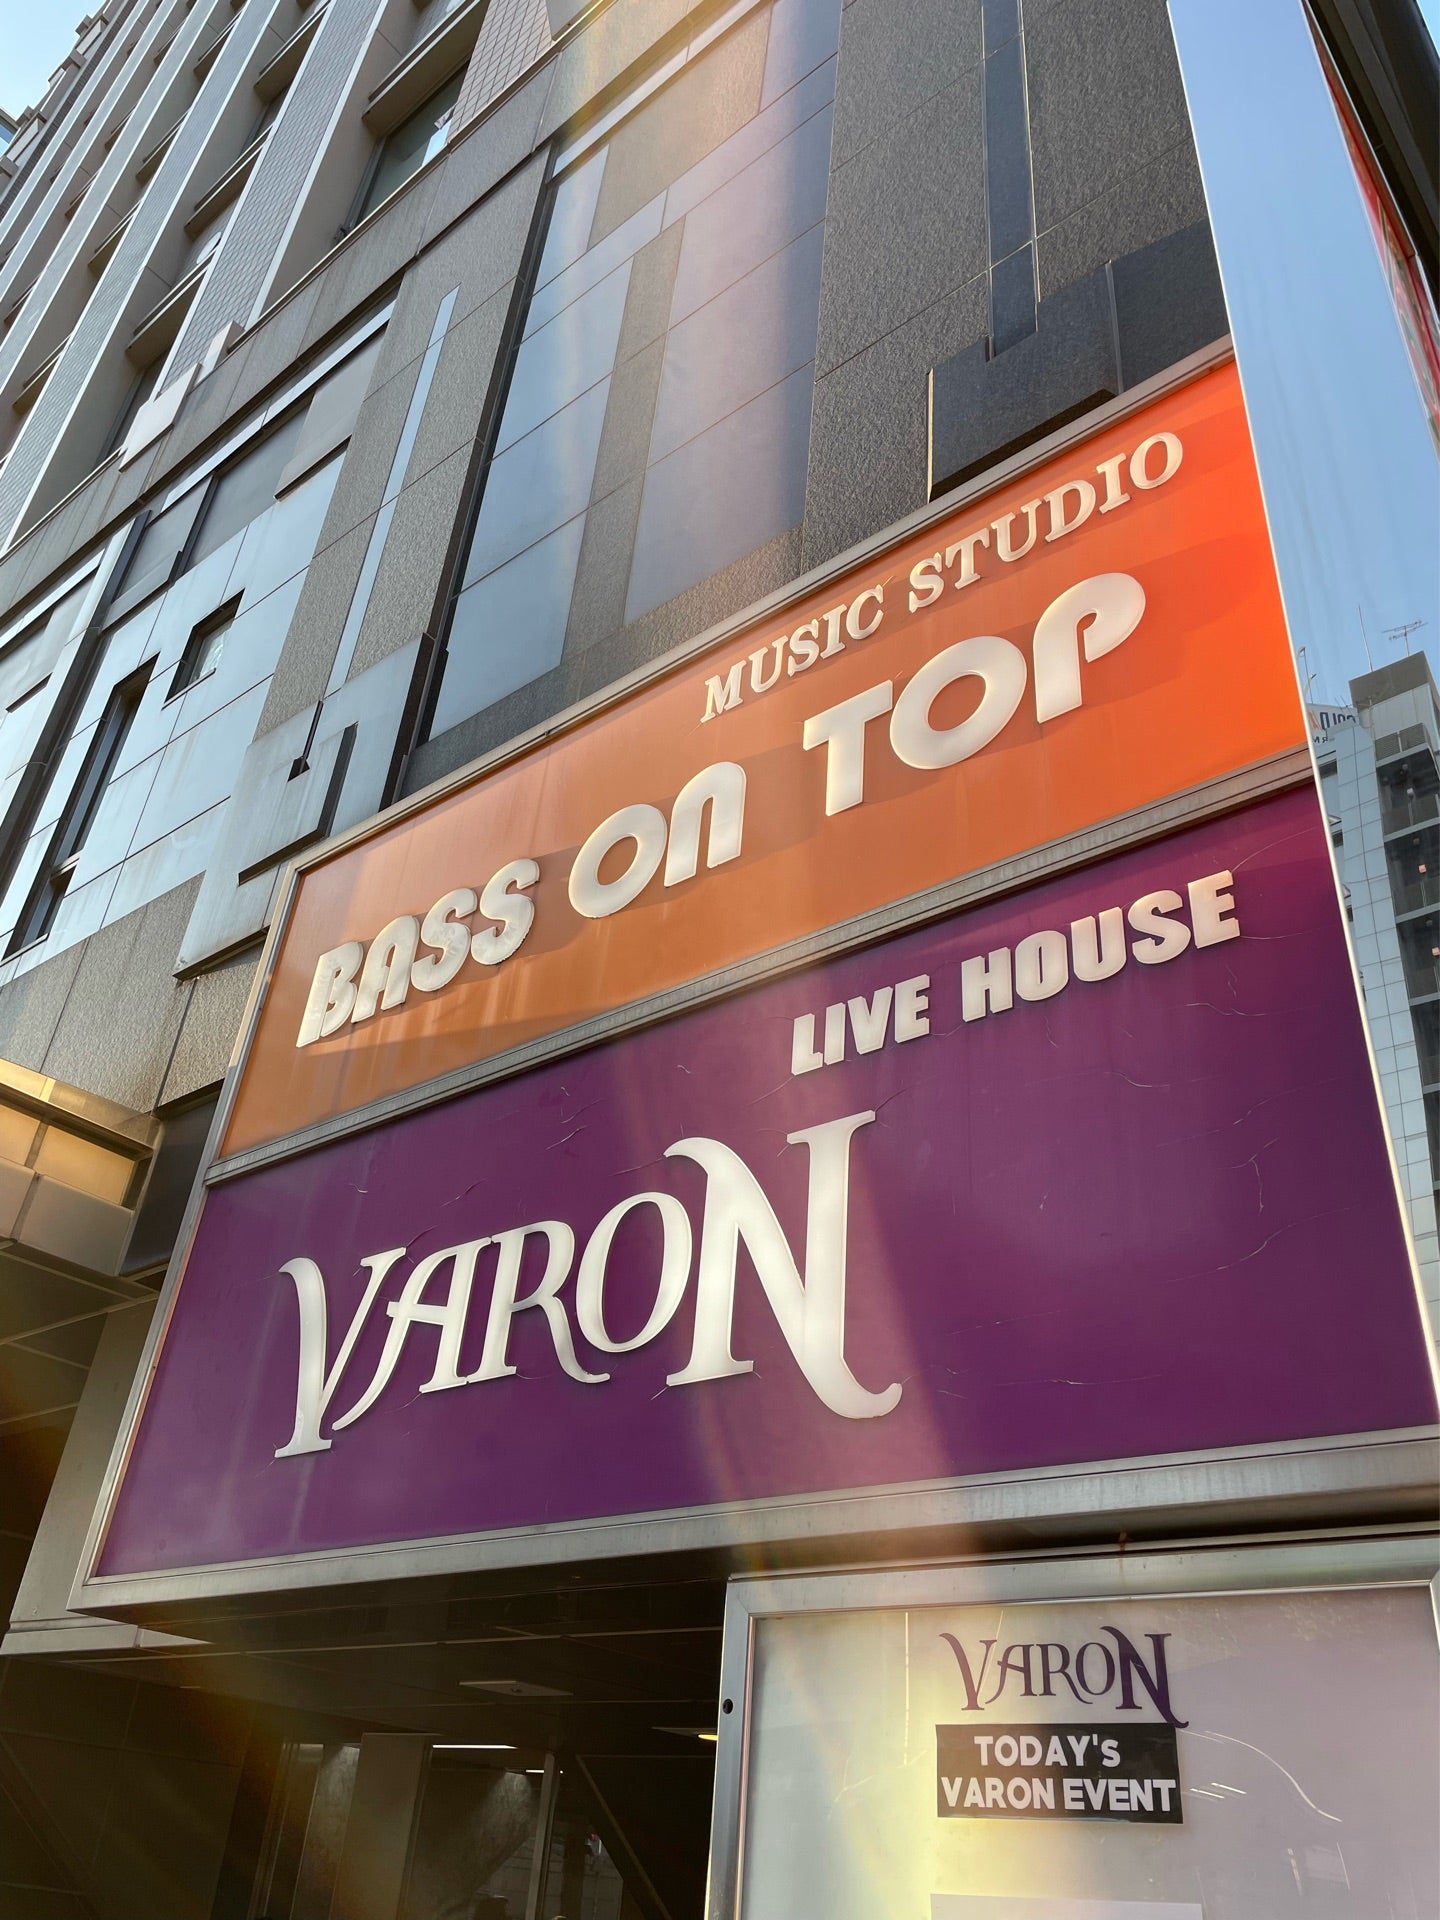 MUSIC STUDIO
BASS ON TOP
LIVE HOUSE
VARON
VARON
TODAY'S
VARON EVENT